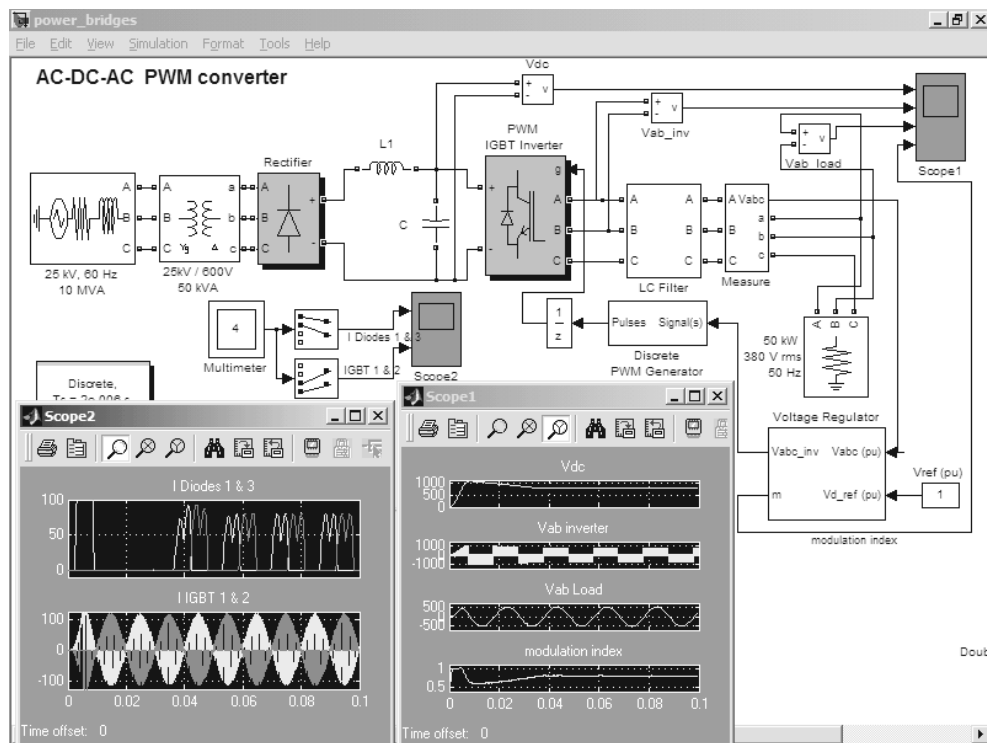 power_bridges
File Edit View Simulation Format Tools Help
AC-DC-AC PWM converter
Vdc
+ v
-
Vab_inv
+ v
-
Vab_load
+ v
-
Scope1
L1
C
PWM
IGBT Inverter
g
+ A
B
- C
Rectifier
A +
B
C -
A
B
C
25 kV, 60 Hz
10 MVA
A a
B b
C c
Yg Δ
25kV / 600V
50 kVA
A A
B B
C C
LC Filter
A Vabc
a
B b
C c
Measure
A B C
50 kW
380 V rms
50 Hz
1
z
Pulses Signal(s)
Discrete
PWM Generator
4
Multimeter
I Diodes 1 & 3
IGBT 1 & 2
Scope2
Discrete,
Voltage Regulator
Vabc_inv Vabc (pu)
m Vd_ref (pu)
Vref (pu)
1
modulation index
Doub
Scope2
I Diodes 1 & 3
100
50
0
I IGBT 1 & 2
100
0
-100
0 0.02 0.04 0.06 0.08 0.1
Time offset: 0
Scope1
Vdc
1000
500
0
Vab inverter
1000
0
-1000
Vab Load
500
0
-500
modulation index
1
0.5
0 0.02 0.04 0.06 0.08 0.1
Time offset: 0